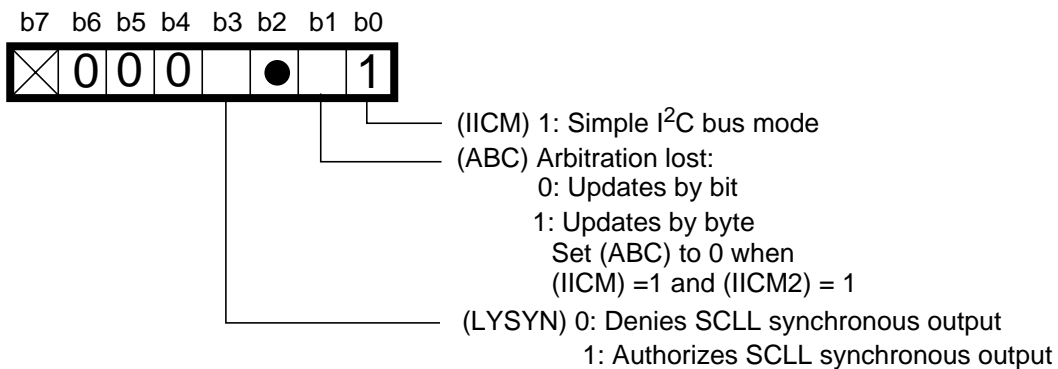 b7 b6 b5 b4 b3 b2 b1 b0
0 0 0 1
(IICM) 1: Simple I²C bus mode
(ABC) Arbitration lost:
0: Updates by bit
1: Updates by byte
Set (ABC) to 0 when
(IICM) =1 and (IICM2) = 1
(LYSYN) 0: Denies SCLL synchronous output
1: Authorizes SCLL synchronous output